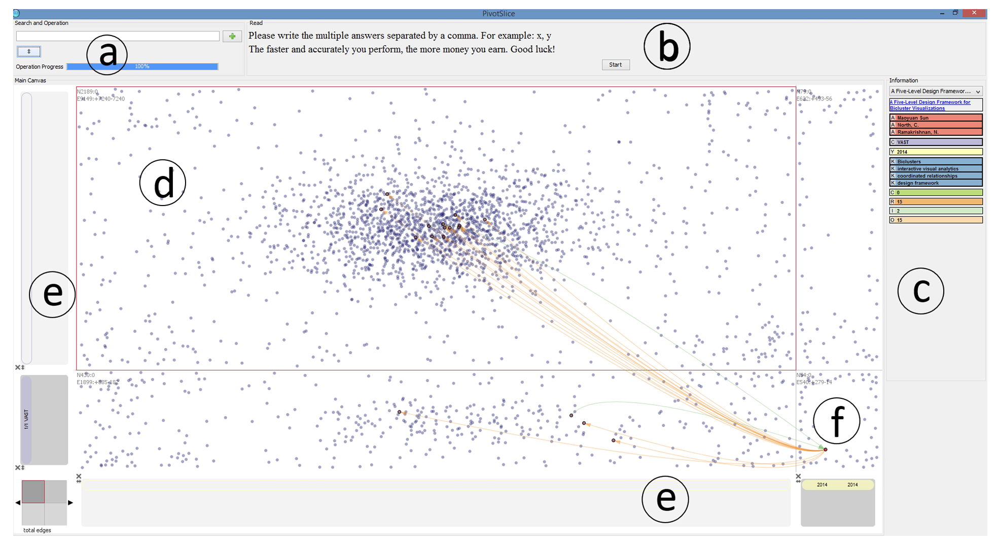 PivotSlice
Search and Operation
Operation Progress
100%
a
Read
Please write the multiple answers separated by a comma. For example: x, y
The faster and accurately you perform, the more money you earn. Good luck!
Start
b
Main Canvas
N2189:0
E9149:+7240-7240
N79:0
E622:+493-56
d
e
N430:0
E1899:+885-182
N54:0
E540:+279-14
f
1/1 VAST
e
2014 2014
total edges
Information
A Five-Level Design Framewor...
A Five-Level Design Framework for
Bicluster Visualizations
A Maoyuan Sun
A North, C.
A Ramakrishnan, N.
C VAST
Y 2014
K Biclusters
K interactive visual analytics
K coordinated relationships
K design framework
C 0
R 15
I 2
O 15
c